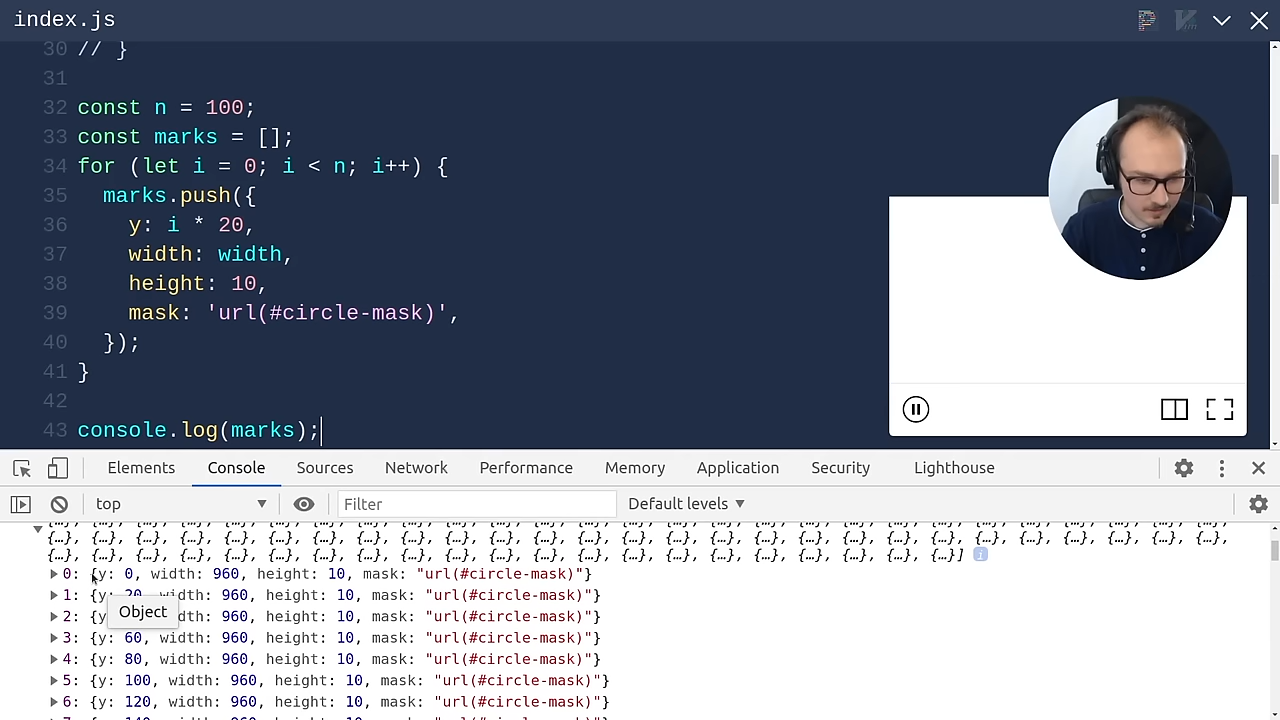 index.js
30 // }
31
32 const n = 100;
33 const marks = [];
34 for (let i = 0; i < n; i++) {
35 marks.push({
36 y: i * 20,
37 width: width,
38 height: 10,
39 mask: 'url(#circle-mask)',
40 });
41 }
42
43 console.log(marks);
Elements Console Sources Network Performance Memory Application Security Lighthouse
top Filter Default levels
{…}, {…}, {…}, {…}, {…}, {…}, {…}, {…}, {…}, {…}, {…}, {…}, {…}, {…}, {…}, {…}, {…}, {…}, {…}, {…}, {…}, {…}, {…}, {…}, {…}, {…}, {…},
{…}, {…}, {…}, {…}, {…}, {…}, {…}, {…}, {…}, {…}, {…}, {…}, {…}, {…}, {…}, {…}, {…}, {…}, {…}, {…}, {…}, {…}, {…}, {…}, {…}, {…}, {…},
{…}, {…}, {…}, {…}, {…}, {…}, {…}, {…}, {…}, {…}, {…}, {…}, {…}, {…}, {…}, {…}, {…}, {…}, {…}, {…}, {…}] i
0: {y: 0, width: 960, height: 10, mask: "url(#circle-mask)"}
1: {y: 20, width: 960, height: 10, mask: "url(#circle-mask)"}
Object
2: {y: width: 960, height: 10, mask: "url(#circle-mask)"}
3: {y: 60, width: 960, height: 10, mask: "url(#circle-mask)"}
4: {y: 80, width: 960, height: 10, mask: "url(#circle-mask)"}
5: {y: 100, width: 960, height: 10, mask: "url(#circle-mask)"}
6: {y: 120, width: 960, height: 10, mask: "url(#circle-mask)"}